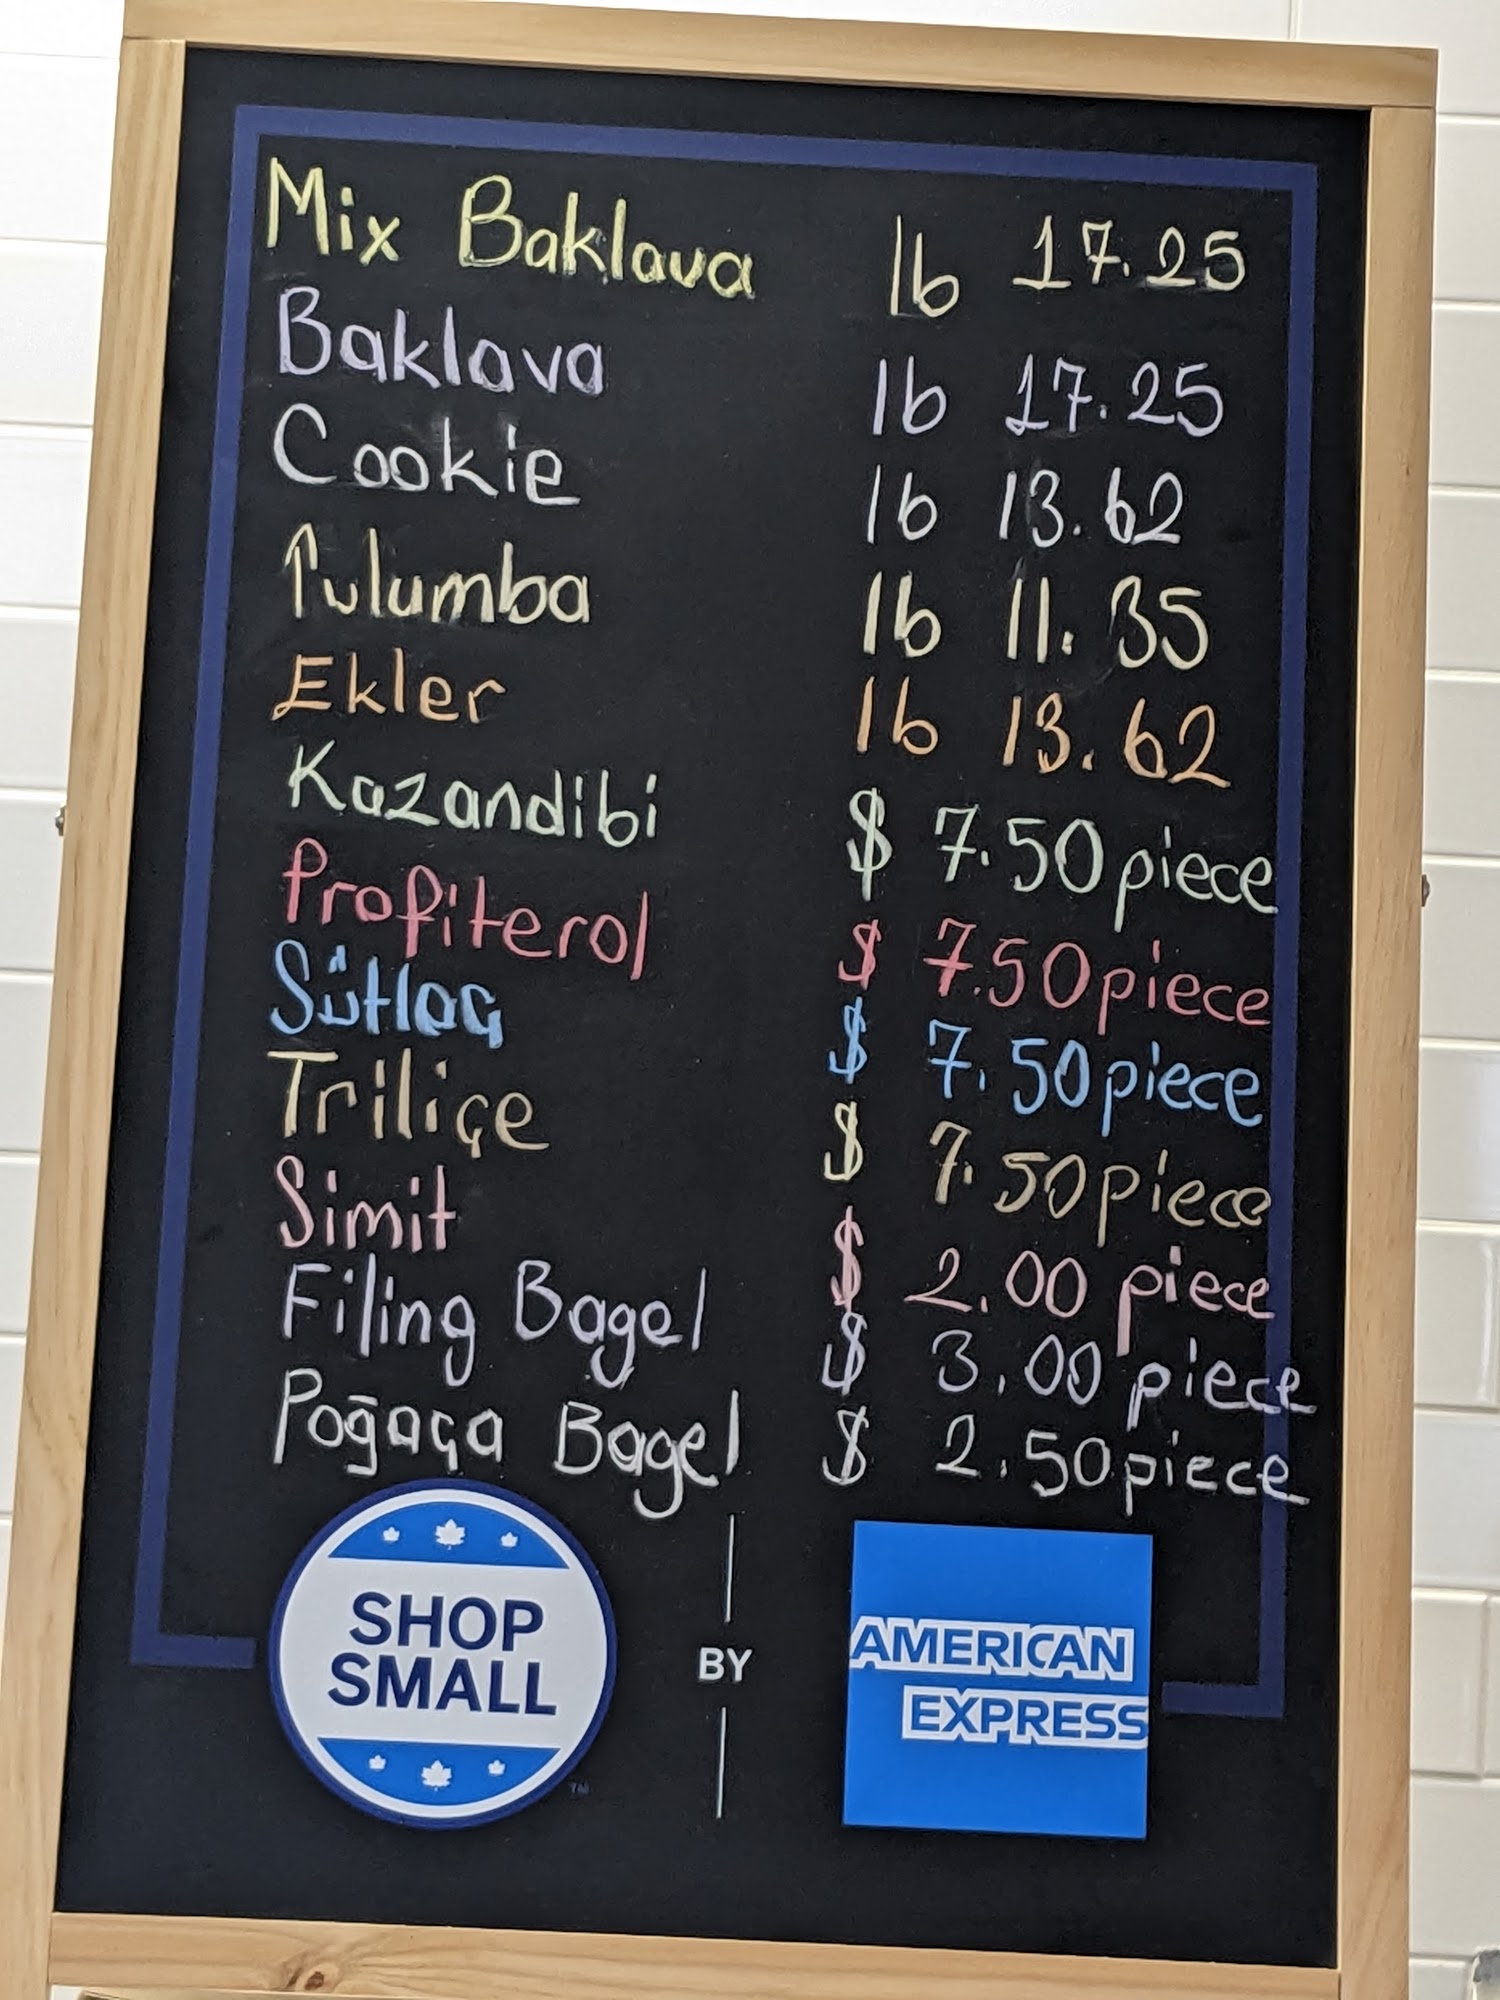 Mix Baklava lb 17.25
Baklava lb 17.25
Cookie lb 13.62
Tulumba lb 11.35
Ekler lb 13.62
Kazandibi $ 7.50 piece
Profiterol $ 7.50 piece
Sütlaç $ 7.50 piece
Triliçe $ 7.50 piece
Simit $ 2.00 piece
Filing Bagel $ 3.00 piece
Poğaça Bagel $ 2.50 piece
SHOP
SMALL
TM
BY
AMERICAN
EXPRESS